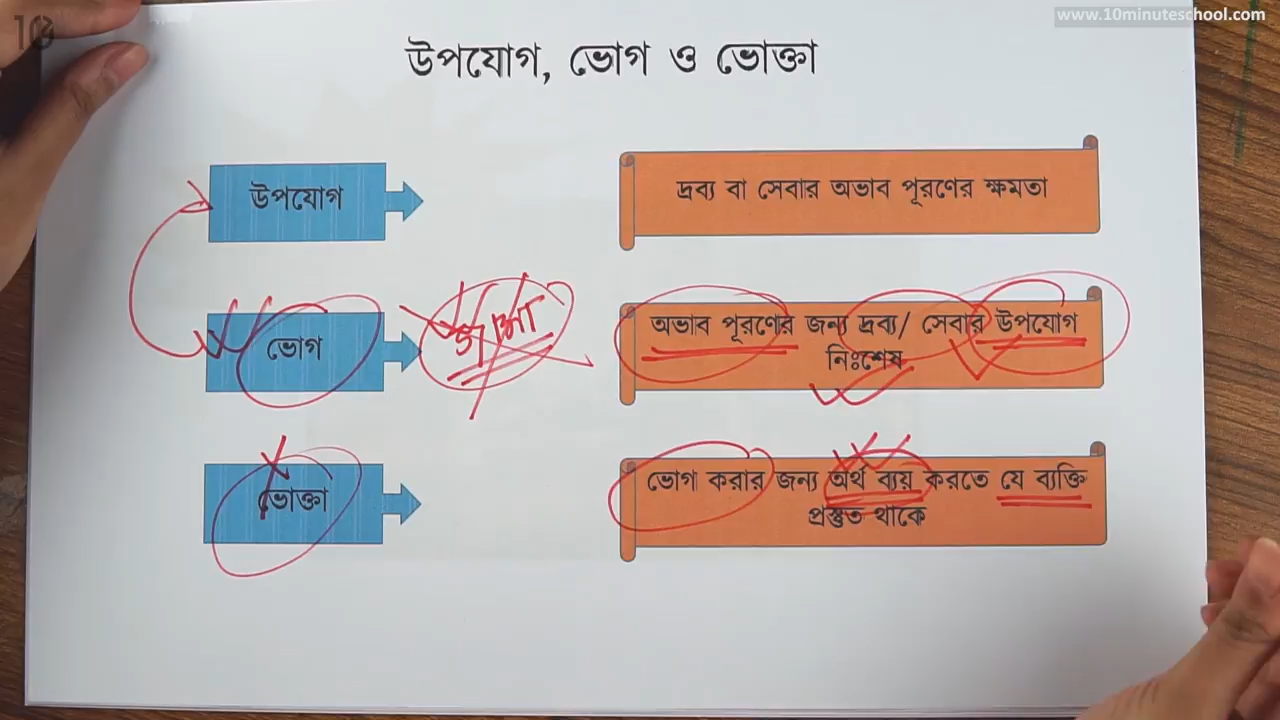 www.10minuteschool.com
10
উপযোগ, ভোগ ও ভোক্তা
উপযোগ
দ্রব্য বা সেবার অভাব পূরণের ক্ষমতা
ভোগ
অভাব পূরণের জন্য দ্রব্য/ সেবার উপযোগ
নিঃশেষ
ভোক্তা
ভোগ করার জন্য অর্থ ব্যয় করতে যে ব্যক্তি
প্রস্তুত থাকে